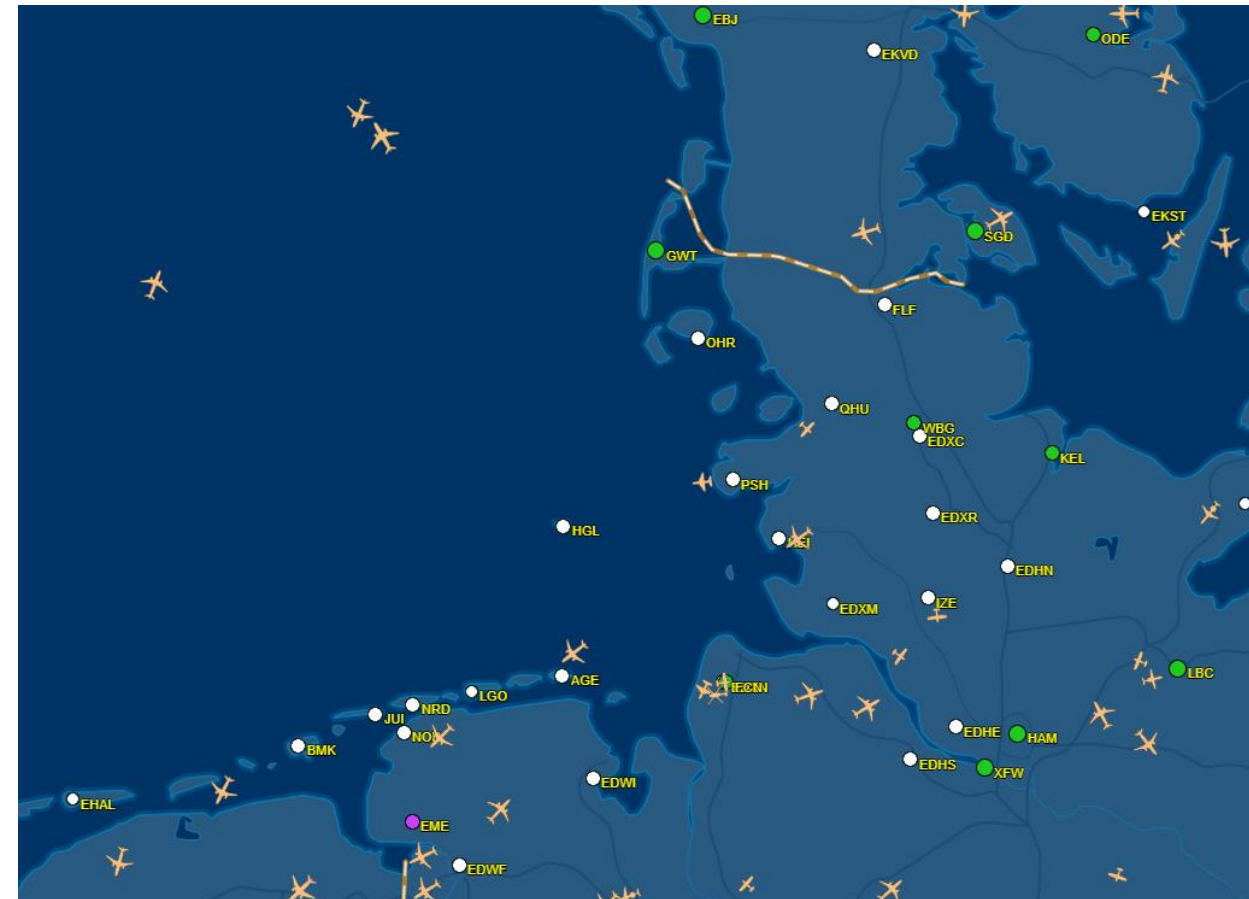 EBJ
ODE
EKVD
EKST
SGD
GWT
FLF
OHR
QHU
WBG
EDXC
KEL
PSH
EDXR
HGL
EDHN
IZE
EDXM
LBC
AGE
LGO
NRD
JUI
EDHE
HAM
BMK
EDHS
XFW
EDWI
EHAL
EME
EDWF